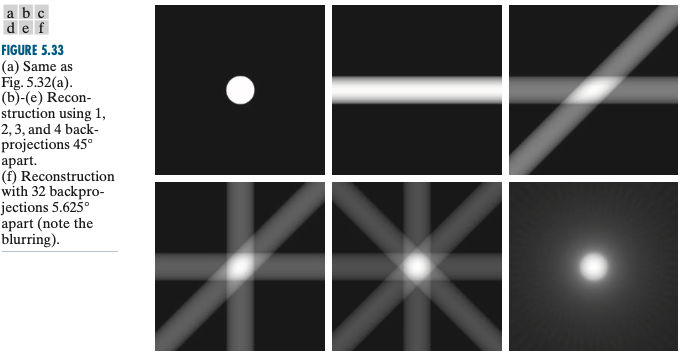 a b c
d e f
FIGURE 5.33
(a) Same as
Fig. 5.32(a).
(b)-(e) Recon-
struction using 1,
2, 3, and 4 back-
projections 45°
apart.
(f) Reconstruction
with 32 backpro-
jections 5.625°
apart (note the
blurring).